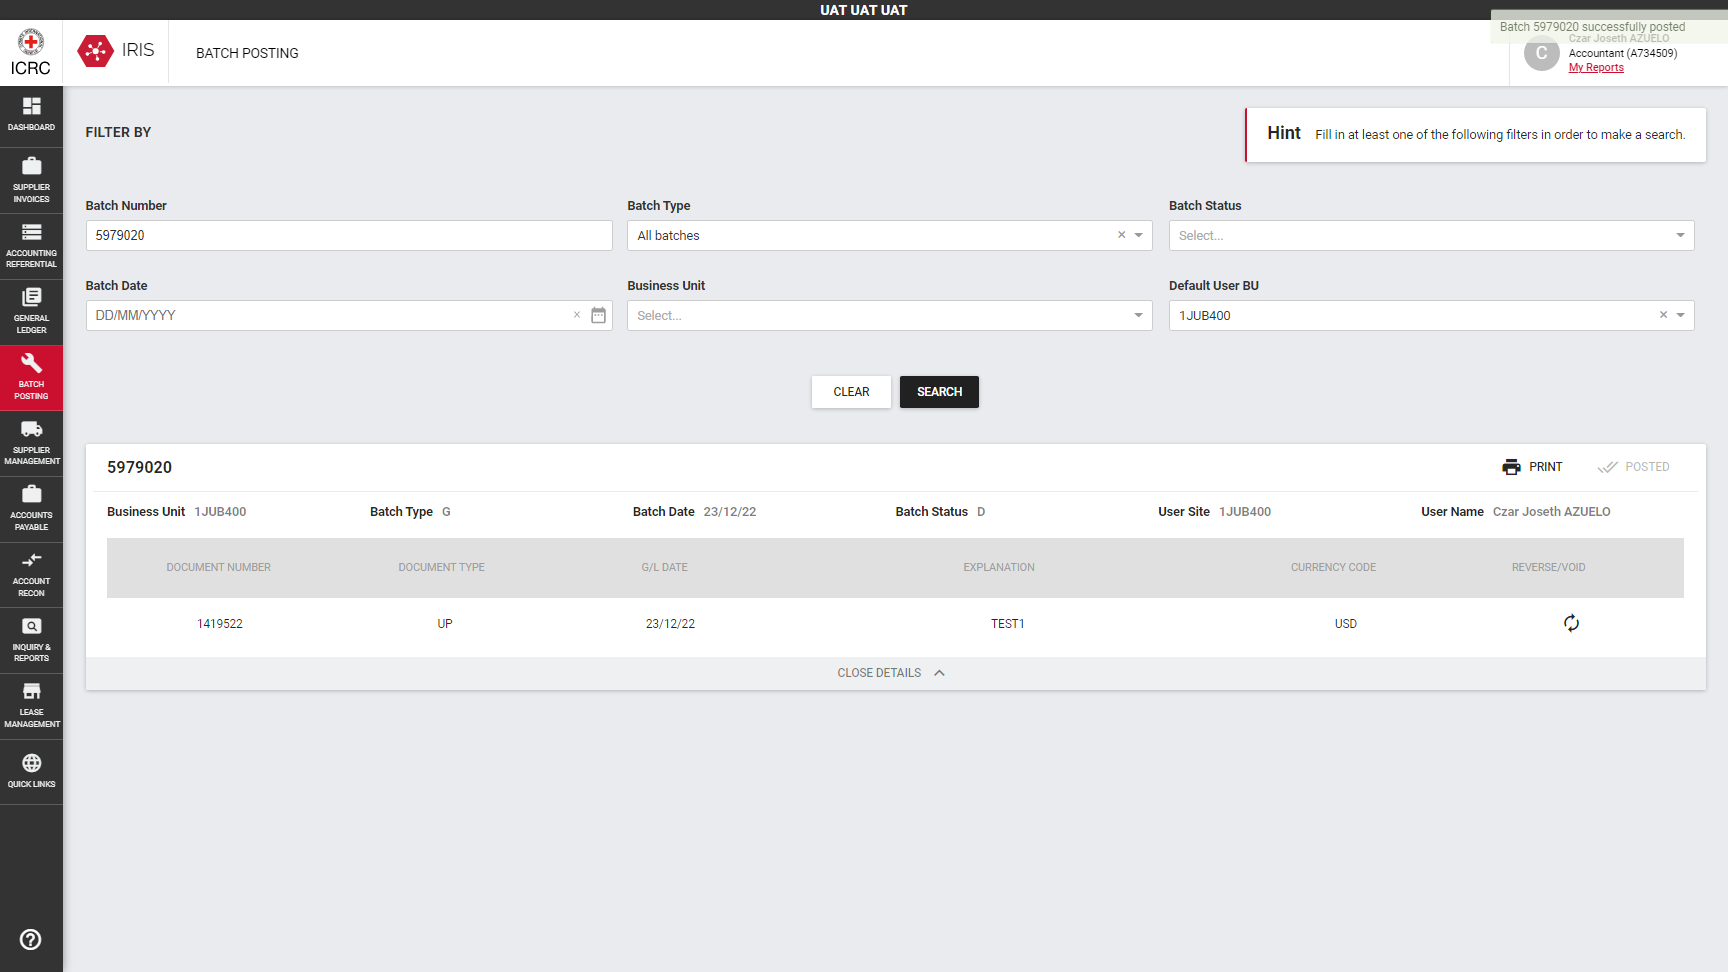 UAT UAT UAT
Batch 5979020 successfully posted
ICRC
IRIS
BATCH POSTING
C
Czar Joseth AZUELO
Accountant (A734509)
My Reports
DASHBOARD
SUPPLIER
INVOICES
ACCOUNTING
REFERENTIAL
GENERAL
LEDGER
BATCH
POSTING
SUPPLIER
MANAGEMENT
ACCOUNTS
PAYABLE
ACCOUNT
RECON
INQUIRY &
REPORTS
LEASE
MANAGEMENT
QUICK LINKS
FILTER BY
Hint Fill in at least one of the following filters in order to make a search.
Batch Number Batch Type Batch Status
5979020 All batches × Select...
Batch Date Business Unit Default User BU
DD/MM/YYYY × Select... 1JUB400 ×
CLEAR SEARCH
5979020 PRINT POSTED
Business Unit 1JUB400 Batch Type G Batch Date 23/12/22 Batch Status D User Site 1JUB400 User Name Czar Joseth AZUELO
DOCUMENT NUMBER DOCUMENT TYPE G/L DATE EXPLANATION CURRENCY CODE REVERSE/VOID
1419522 UP 23/12/22 TEST1 USD
CLOSE DETAILS